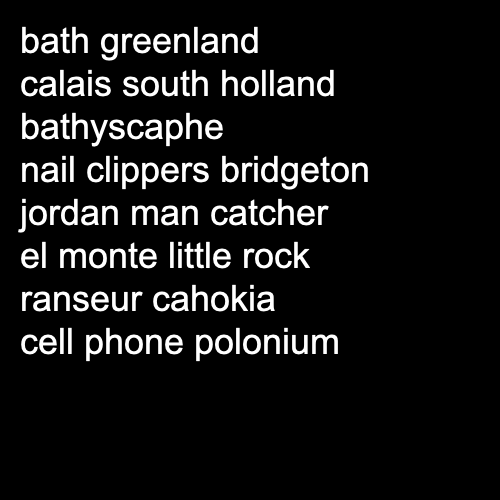 bath greenland
calais south holland
bathyscaphe
nail clippers bridgeton
jordan man catcher
el monte little rock
ranseur cahokia
cell phone polonium